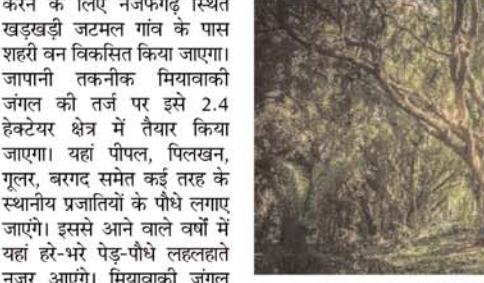 करने के लिए नजफगढ़ स्थित
खड़खड़ी जटमल गांव के पास
शहरी वन विकसित किया जाएगा।
जापानी तकनीक मियावाकी
जंगल की तर्ज पर इसे 2.4
हेक्टेयर क्षेत्र में तैयार किया
जाएगा। यहां पीपल, पिलखन,
गूलर, बरगद समेत कई तरह के
स्थानीय प्रजातियों के पौधे लगाए
जाएंगे। इससे आने वाले वर्षों में
यहां हरे-भरे पेड़-पौधे लहलहाते
नजर आएंगे। मियावाकी जंगल